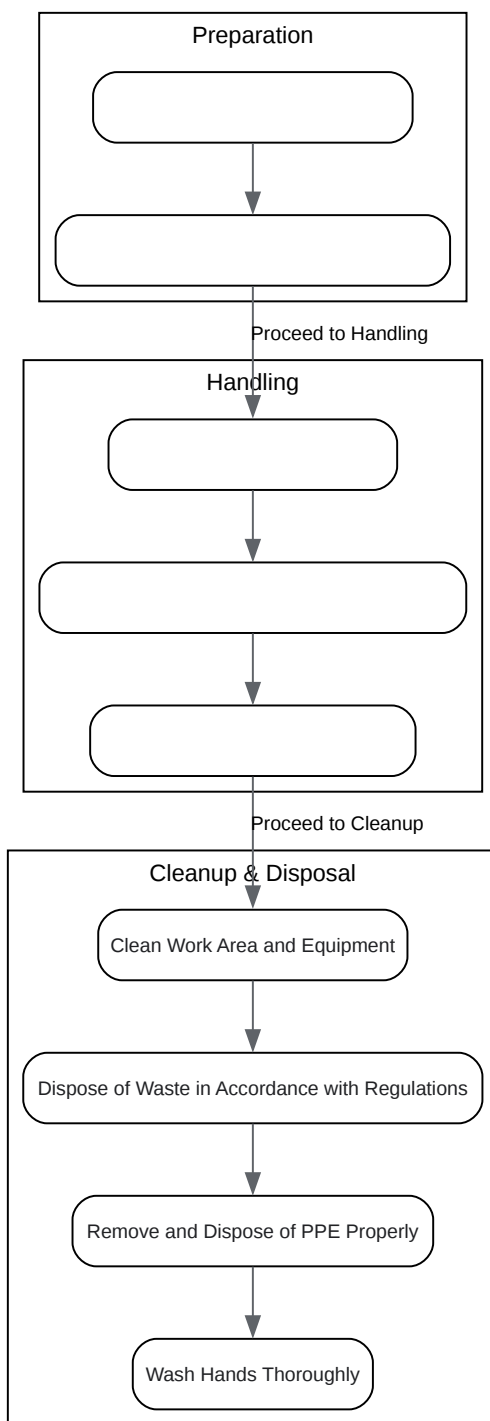 Preparation
Proceed to Handling
Handling
Proceed to Cleanup
Cleanup & Disposal
Clean Work Area and Equipment
Dispose of Waste in Accordance with Regulations
Remove and Dispose of PPE Properly
Wash Hands Thoroughly